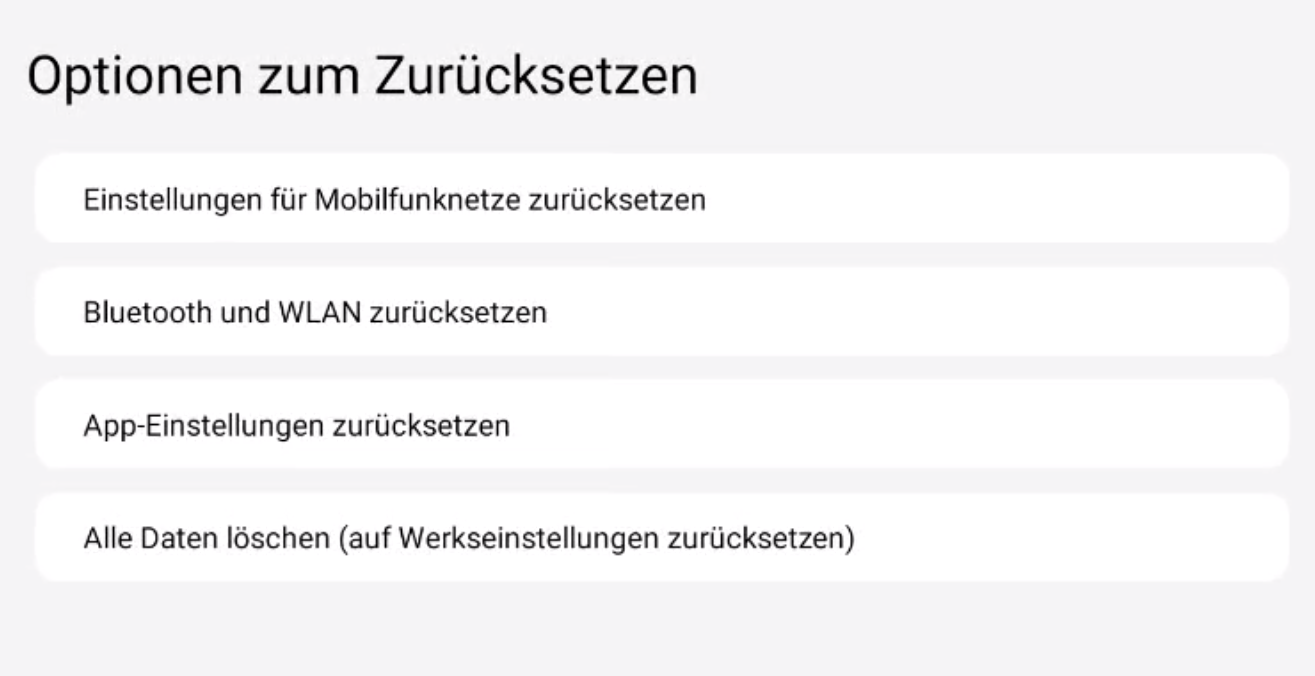 Optionen zum Zurücksetzen
Einstellungen für Mobilfunknetze zurücksetzen
Bluetooth und WLAN zurücksetzen
App-Einstellungen zurücksetzen
Alle Daten löschen (auf Werkseinstellungen zurücksetzen)